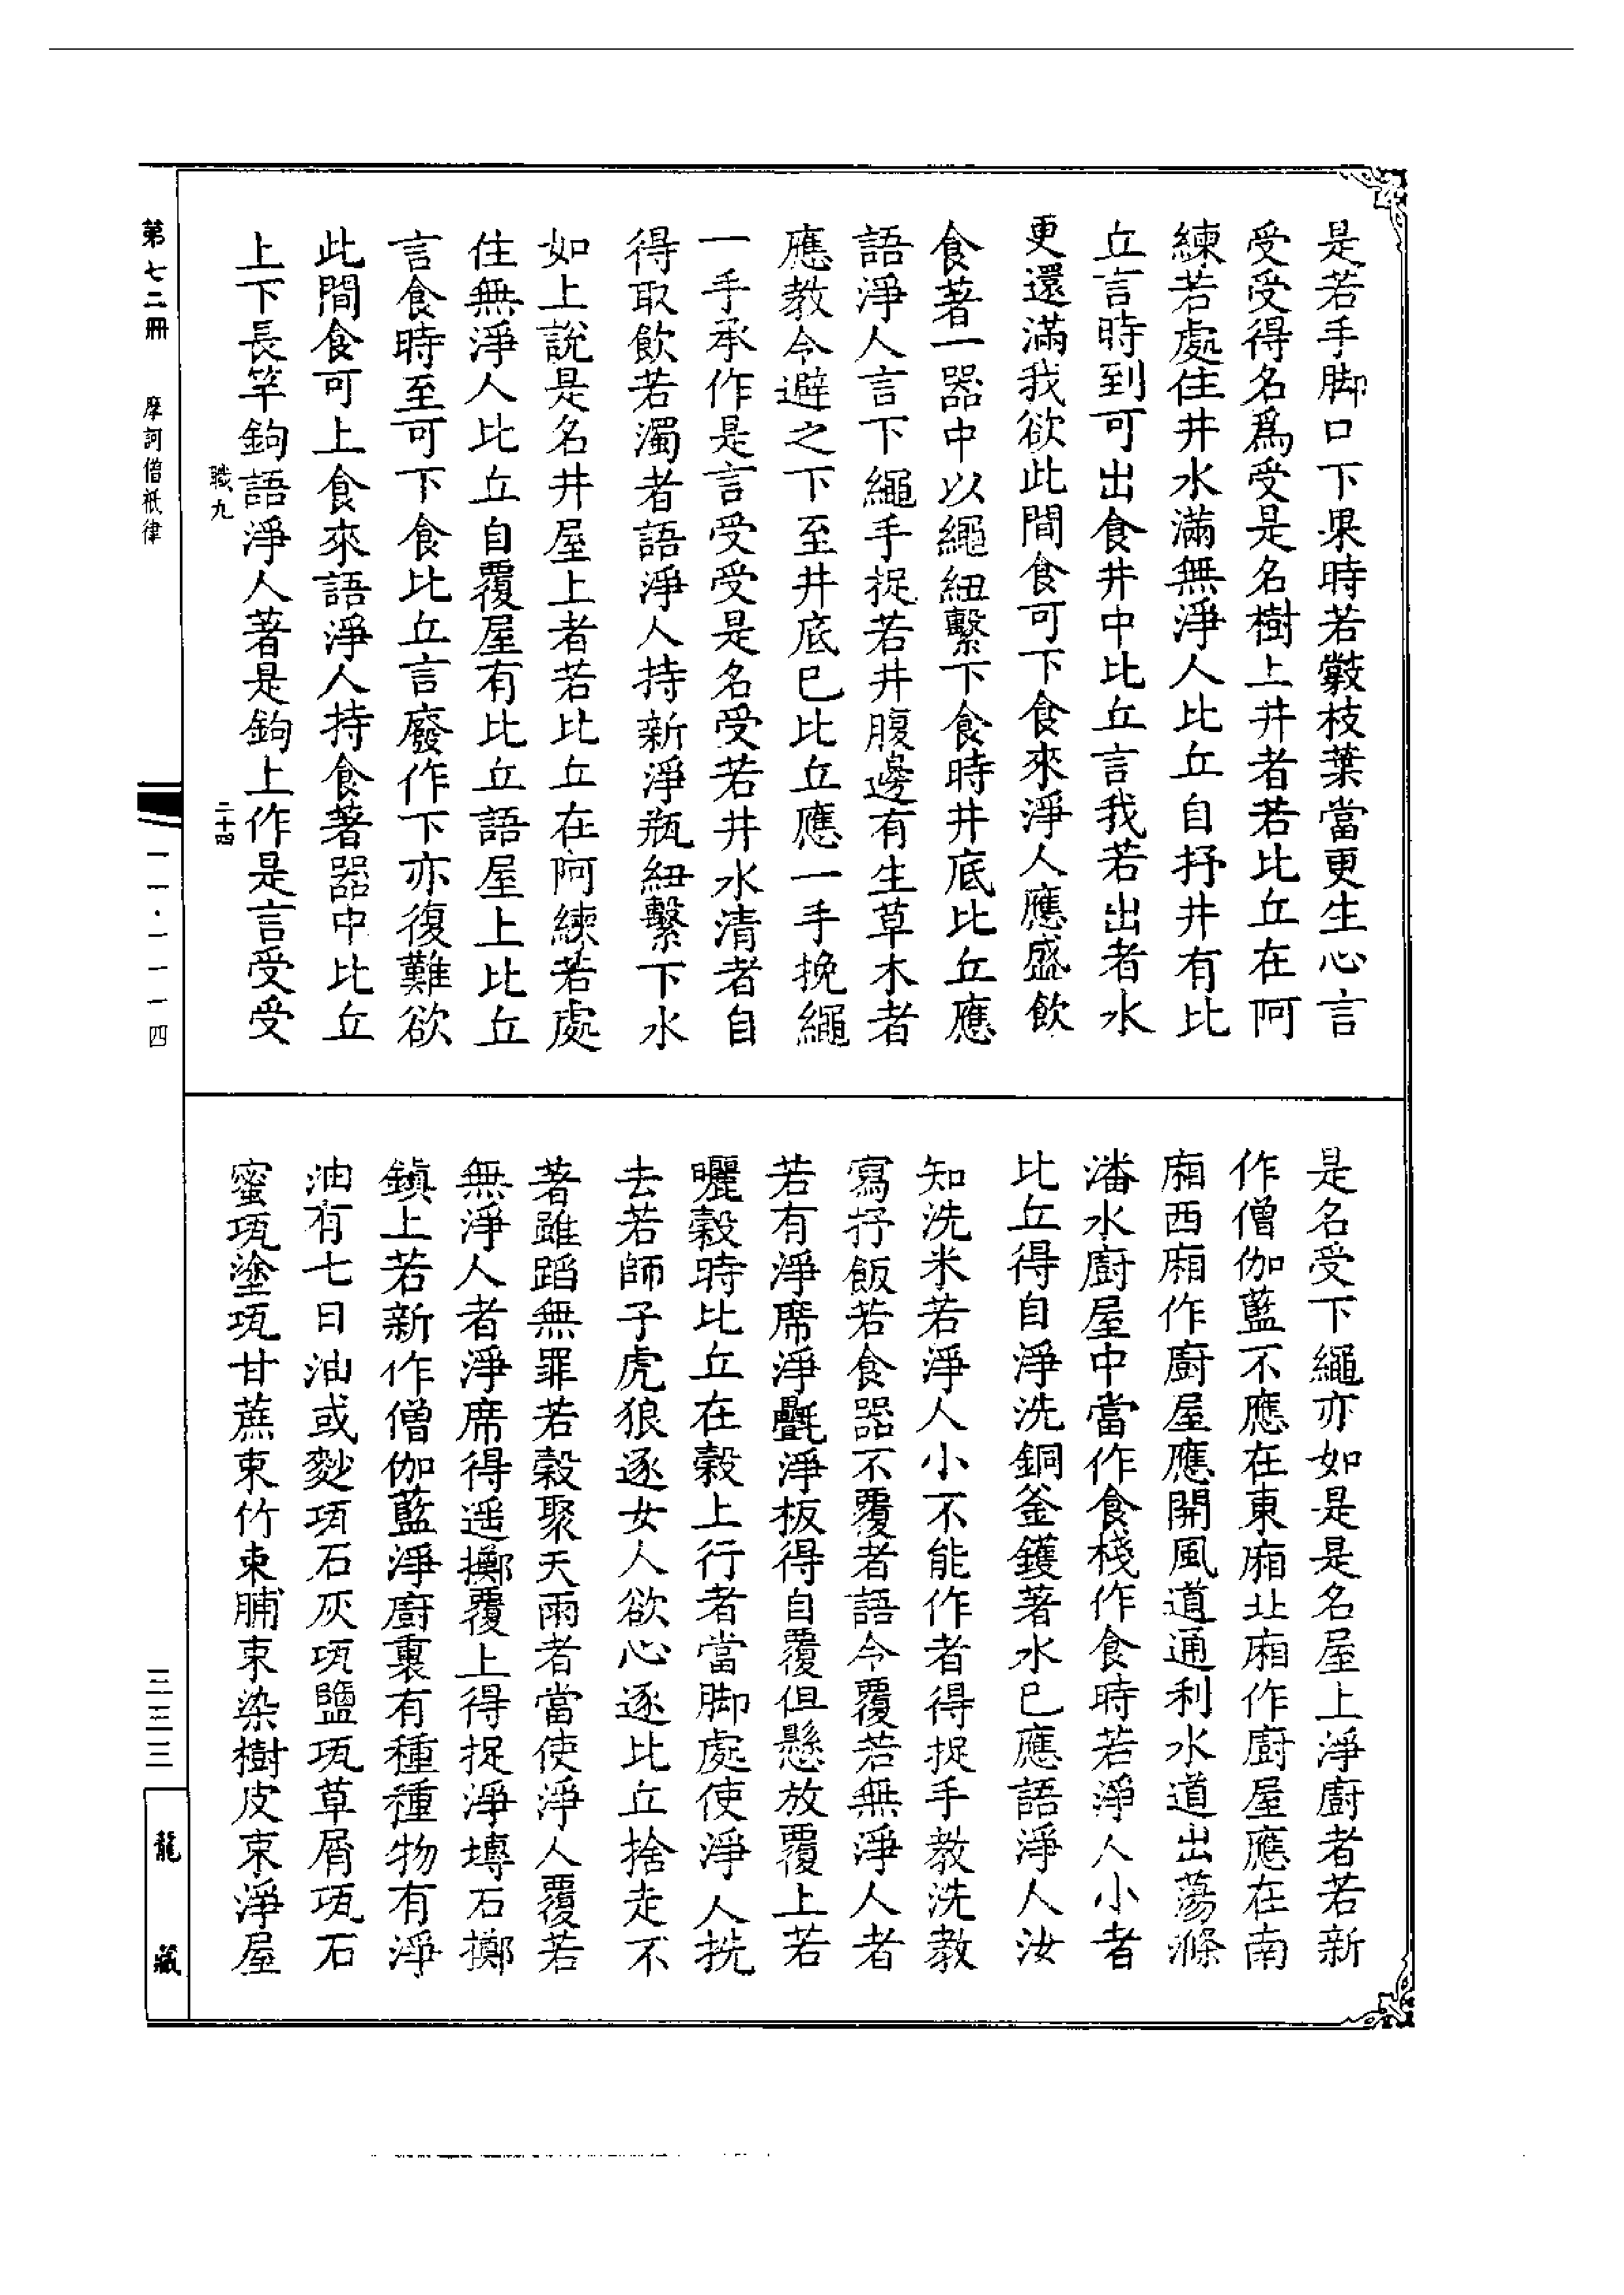 是若手脚口下果時若㲉枝葉當更生心言
受受得名爲受是名樹上井者若比丘在阿
練若處住井水滿無淨人比丘自抒井有比
丘言時到可出食井中比丘言我若出者水
更還滿我欲此間食可下食來淨人應盛飲
食著一器中以繩紐繫下食時井底比丘應
語淨人言下繩手捉若井腹邊有生草木者
應教令避之下至井底已比丘應一手挽繩
一手承作是言受受是名受若井水清者自
得取飲若濁者語淨人持新淨瓶紐繫下水
如上說是名井屋上者若比丘在阿練若處
住無淨人比丘自覆屋有比丘語屋上比丘
言食時至可下食比丘言廢作下亦復難欲
此間食可上食來語淨人持食著器中比丘
上下長竿鉤語淨人著是鉤上作是言受受
是名受下繩亦如是是名屋上淨廚者若新
作僧伽藍不應在東廂北廂作廚屋應在南
廂西廂作廚屋應開風道通利水道出蕩滌
潘水廚屋中當作食棧作食時若淨人小者
比丘得自淨洗銅釜鑊著水已應語淨人汝
知洗米若淨人小不能作者得捉手教洗教
寫抒飯若食器不覆者語令覆若無淨人者
若有淨席淨㲲淨板得自覆但懸放覆上若
曬穀時比丘在穀上行者當脚處使淨人挑
去若師子虎狼逐女人欲心逐比丘捨走不
著雖蹈無罪若穀聚天雨者當使淨人覆若
無淨人者淨席得遥擲覆上得捉淨塼石擲
鎮上若新作僧伽藍淨廚裏有種種物有淨
油有七日油或麨瓨石灰瓨鹽瓨草屑瓨石
蜜瓨塗瓨甘蔗束竹束脯束染樹皮束淨屋
第七二冊
摩訶僧祇律
職九
二十四
一一·一一一四
三三三
龍藏